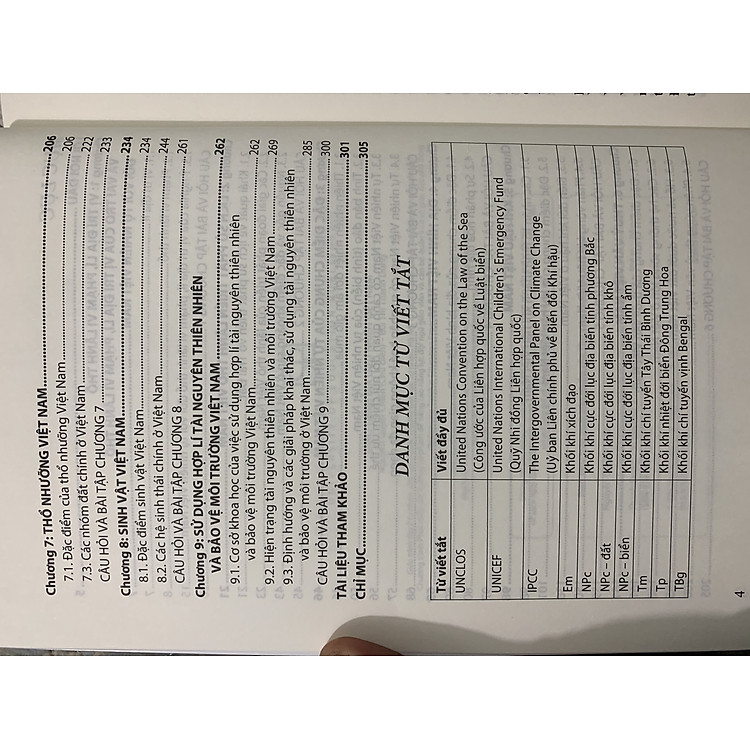 Chương 7: THỔ NHƯỠNG VIỆT NAM............206
7.1. Đặc điểm của thổ nhưỡng Việt Nam............206
7.3. Các nhóm đất chính ở Việt Nam............222
CÂU HỎI VÀ BÀI TẬP CHƯƠNG 7............233
Chương 8: SINH VẬT VIỆT NAM............234
8.1. Đặc điểm sinh vật Việt Nam............234
8.2. Các hệ sinh thái chính ở Việt Nam............244
CÂU HỎI VÀ BÀI TẬP CHƯƠNG 8............261
Chương 9: SỬ DỤNG HỢP LÍ TÀI NGUYÊN THIÊN NHIÊN
VÀ BẢO VỆ MÔI TRƯỜNG VIỆT NAM............262
9.1. Cơ sở khoa học của việc sử dụng hợp lí tài nguyên thiên nhiên
và bảo vệ môi trường Việt Nam............262
9.2. Hiện trạng tài nguyên thiên nhiên và môi trường Việt Nam............269
9.3. Định hướng và các giải pháp khai thác, sử dụng tài nguyên thiên nhiên
và bảo vệ môi trường ở Việt Nam............285
CÂU HỎI VÀ BÀI TẬP CHƯƠNG 9............300
TÀI LIỆU THAM KHẢO............301
CHỈ MỤC............305
DANH MỤC TỪ VIẾT TẮT
Từ viết tắt Viết đầy đủ
UNCLOS United Nations Convention on the Law of the Sea
(Công ước của Liên hợp quốc về Luật biển)
UNICEF United Nations International Children's Emergency Fund
(Quỹ Nhi đồng Liên hợp quốc)
IPCC The Intergovernmental Panel on Climate Change
(Uỷ ban Liên chính phủ về Biến đổi Khí hậu)
Em Khối khí xích đạo
NPc Khối khí cực đới lục địa biến tính phương Bắc
NPc – đất Khối khí cực đới lục địa biến tính khô
NPc – biển Khối khí cực đới lục địa biến tính ẩm
Tm Khối khí chí tuyến Tây Thái Bình Dương
Tp Khối khí nhiệt đới biển Đông Trung Hoa
TBg Khối khí chí tuyến vịnh Bengal
4